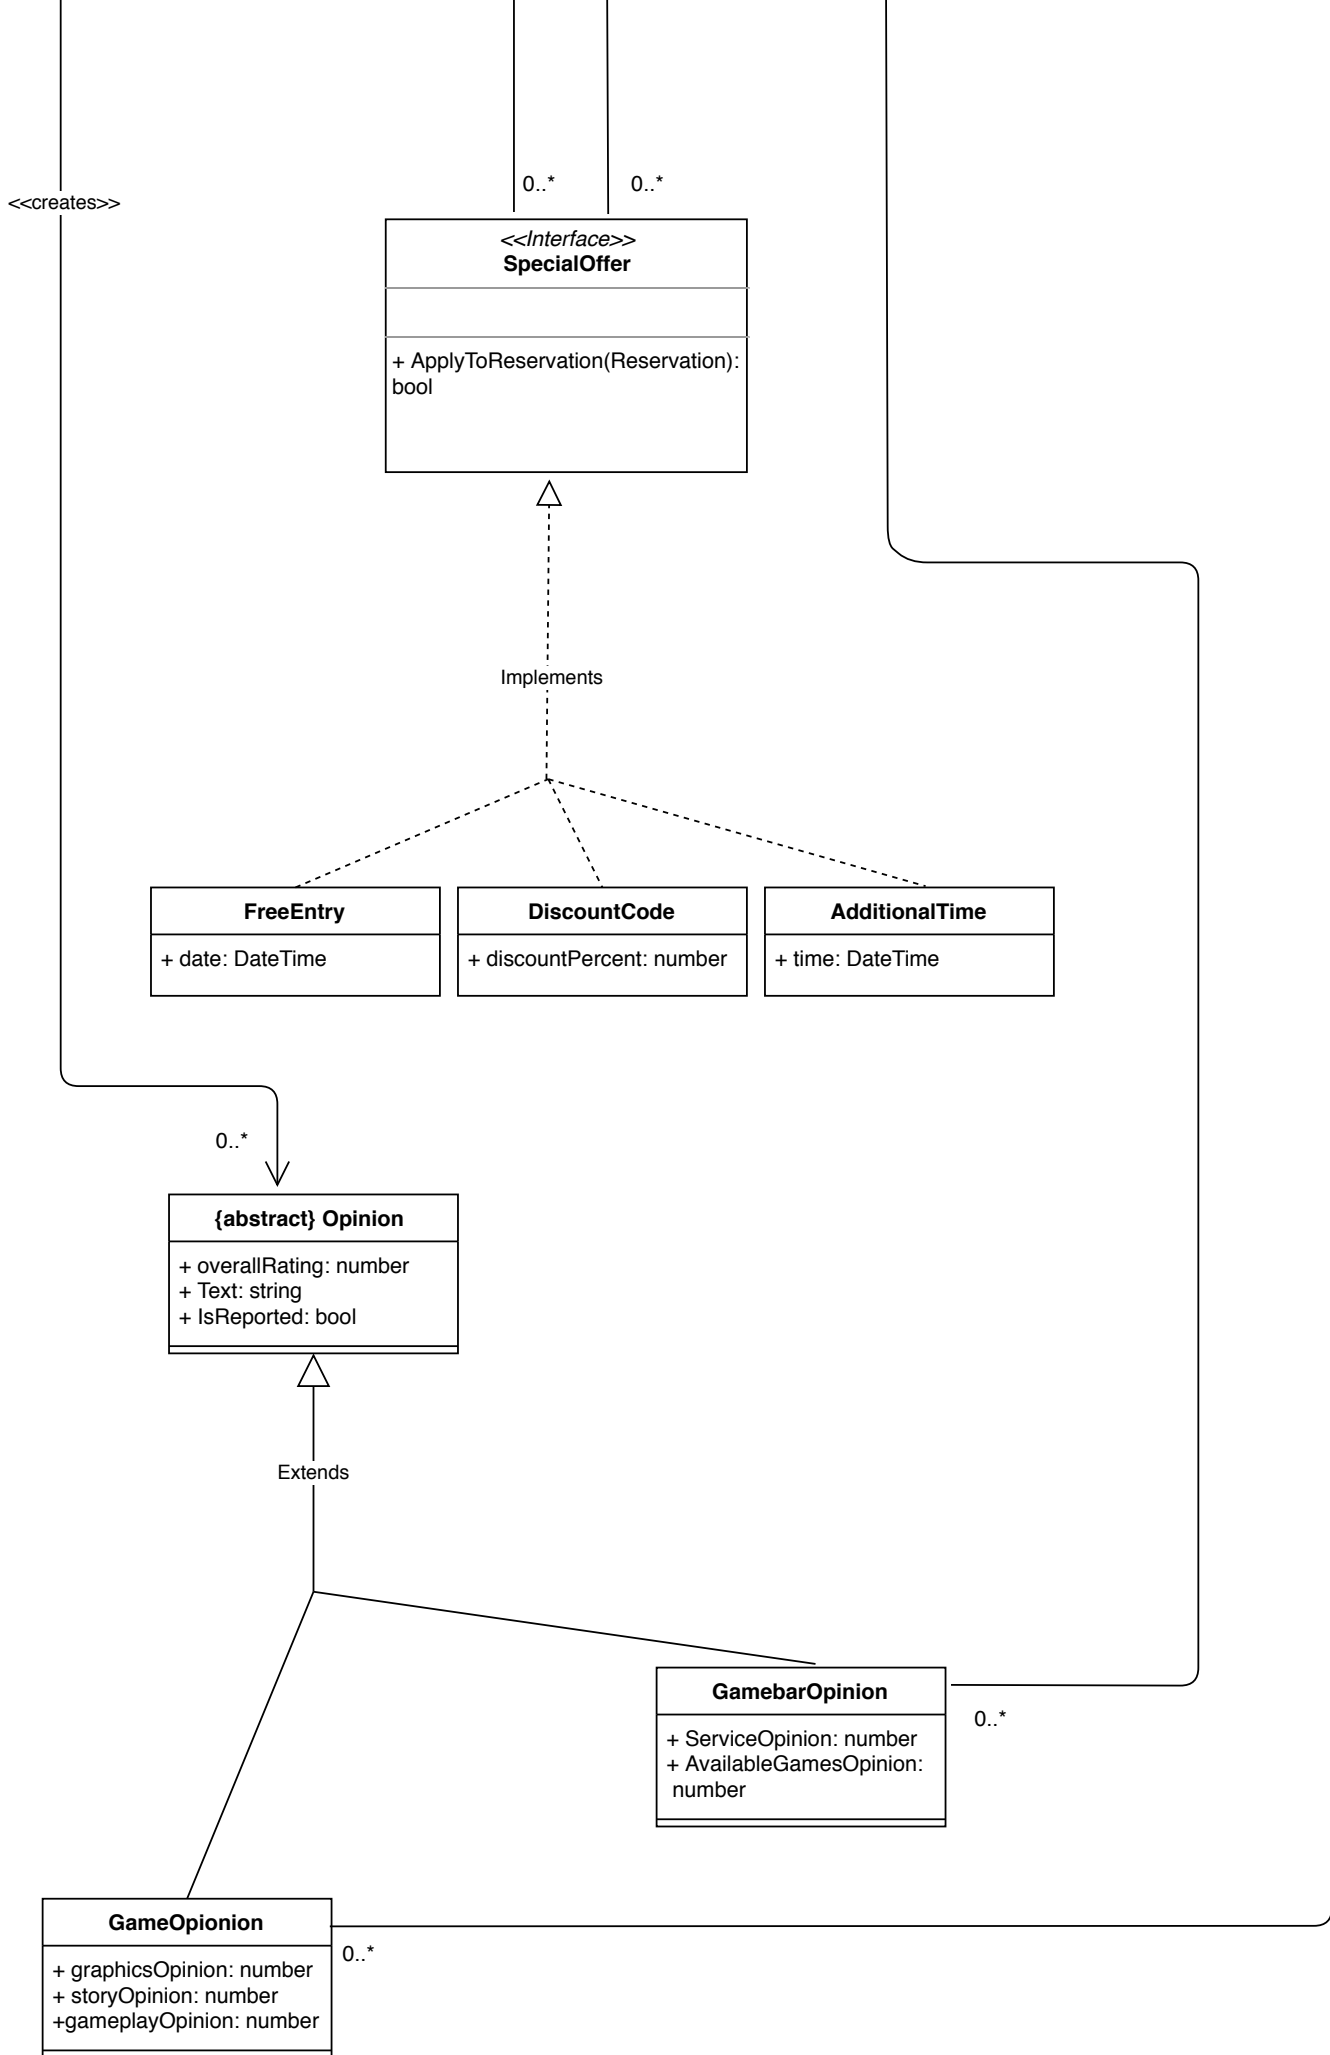 0..*
0..*
<<creates>>
<<Interface>>
SpecialOffer
+ ApplyToReservation(Reservation):
bool
Implements
FreeEntry
+ date: DateTime
DiscountCode
+ discountPercent: number
AdditionalTime
+ time: DateTime
0..*
{abstract} Opinion
+ overallRating: number
+ Text: string
+ IsReported: bool
Extends
GamebarOpinion
+ ServiceOpinion: number
+ AvailableGamesOpinion:
number
0..*
GameOpionion
+ graphicsOpinion: number
+ storyOpinion: number
+gameplayOpinion: number
0..*